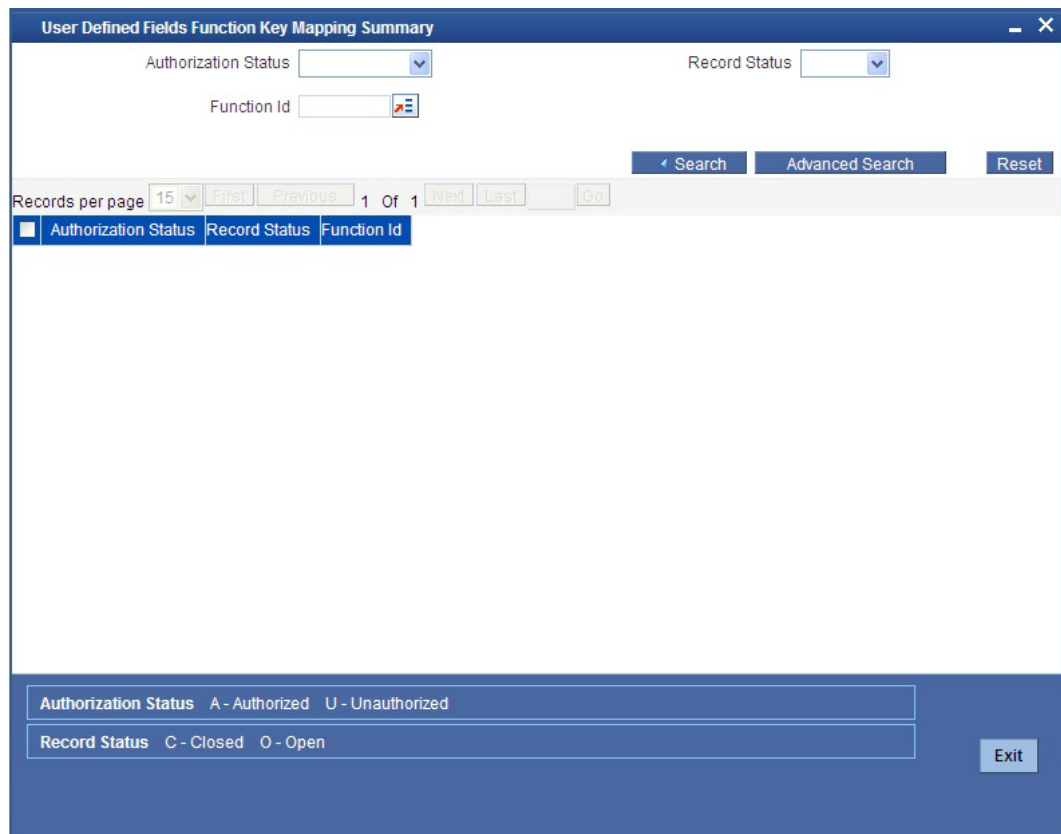 User Defined Fields Function Key Mapping Summary
Authorization Status Record Status
Function Id
Search Advanced Search Reset
Records per page 15 First Previous 1 Of 1 Next Last Go
Authorization Status Record Status Function Id
Authorization Status A - Authorized U - Unauthorized
Record Status C - Closed O - Open
Exit